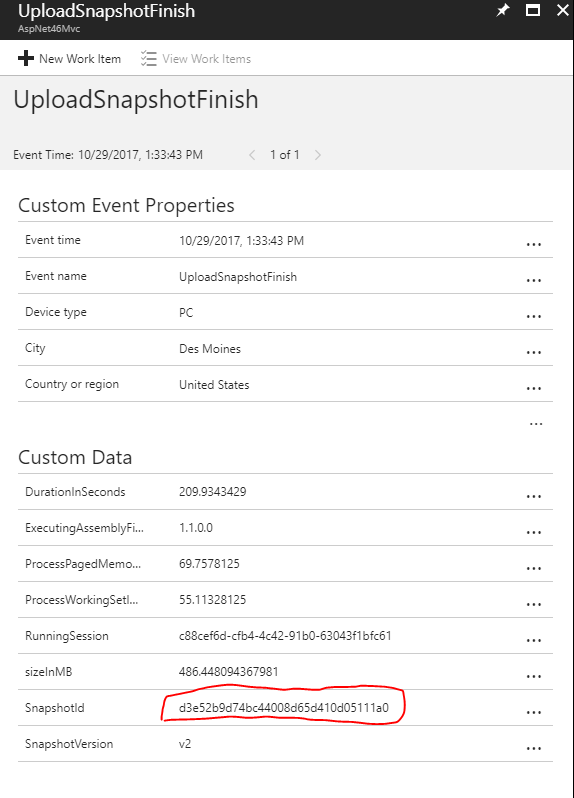 UploadSnapshotFinish
AspNet46Mvc
New Work Item View Work Items
UploadSnapshotFinish
Event Time: 10/29/2017, 1:33:43 PM 1 of 1
Custom Event Properties
Event time 10/29/2017, 1:33:43 PM ...
Event name UploadSnapshotFinish ...
Device type PC ...
City Des Moines ...
Country or region United States ...
...
Custom Data
DurationInSeconds 209.9343429 ...
ExecutingAssemblyFi... 1.1.0.0 ...
ProcessPagedMemo... 69.7578125 ...
ProcessWorkingSetI... 55.11328125 ...
RunningSession c88cef6d-cfb4-4c42-91b0-63043f1bfc61 ...
sizeInMB 486.448094367981 ...
SnapshotId d3e52b9d74bc44008d65d410d05111a0 ...
SnapshotVersion v2 ...